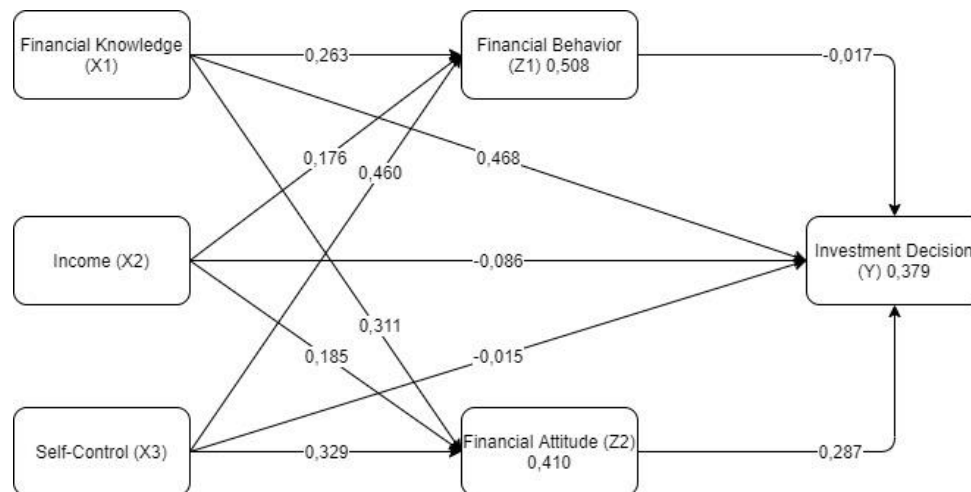 Financial Knowledge
(X1)
0,263
Financial Behavior
(Z1) 0,508
-0,017
0,176
0,460
0,468
Income (X2)
-0,086
Investment Decision
(Y) 0,379
0,311
0,185
-0,015
Self-Control (X3)
0,329
Financial Attitude (Z2)
0,410
0,287